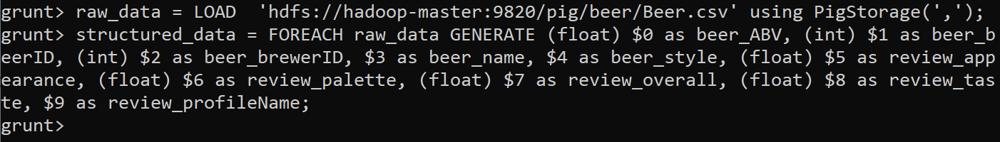 grunt> raw_data = LOAD  'hdfs://hadoop-master:9820/pig/beer/Beer.csv' using PigStorage(',');
grunt> structured_data = FOREACH raw_data GENERATE (float) $0 as beer_ABV, (int) $1 as beer_b
eerID, (int) $2 as beer_brewerID, $3 as beer_name, $4 as beer_style, (float) $5 as review_app
earance, (float) $6 as review_palette, (float) $7 as review_overall, (float) $8 as review_tas
te, $9 as review_profileName;
grunt>